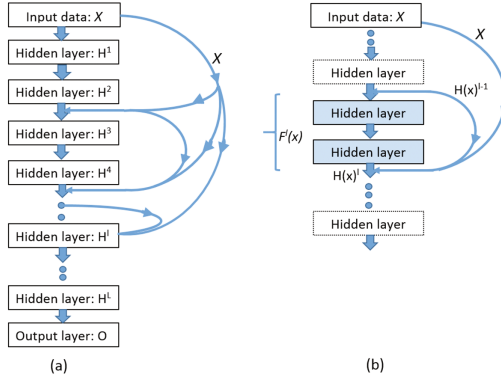 Input data: X
X
Hidden layer: H¹
Hidden layer: H²
Hidden layer: H³
Hidden layer: H⁴
Hidden layer: Hˡ
Hidden layer: Hᴸ
Output layer: O
(a)
Input data: X
X
Hidden layer
H(x)ˡ⁻¹
Hidden layer
Fˡ(x)
Hidden layer
H(x)ˡ
Hidden layer
(b)